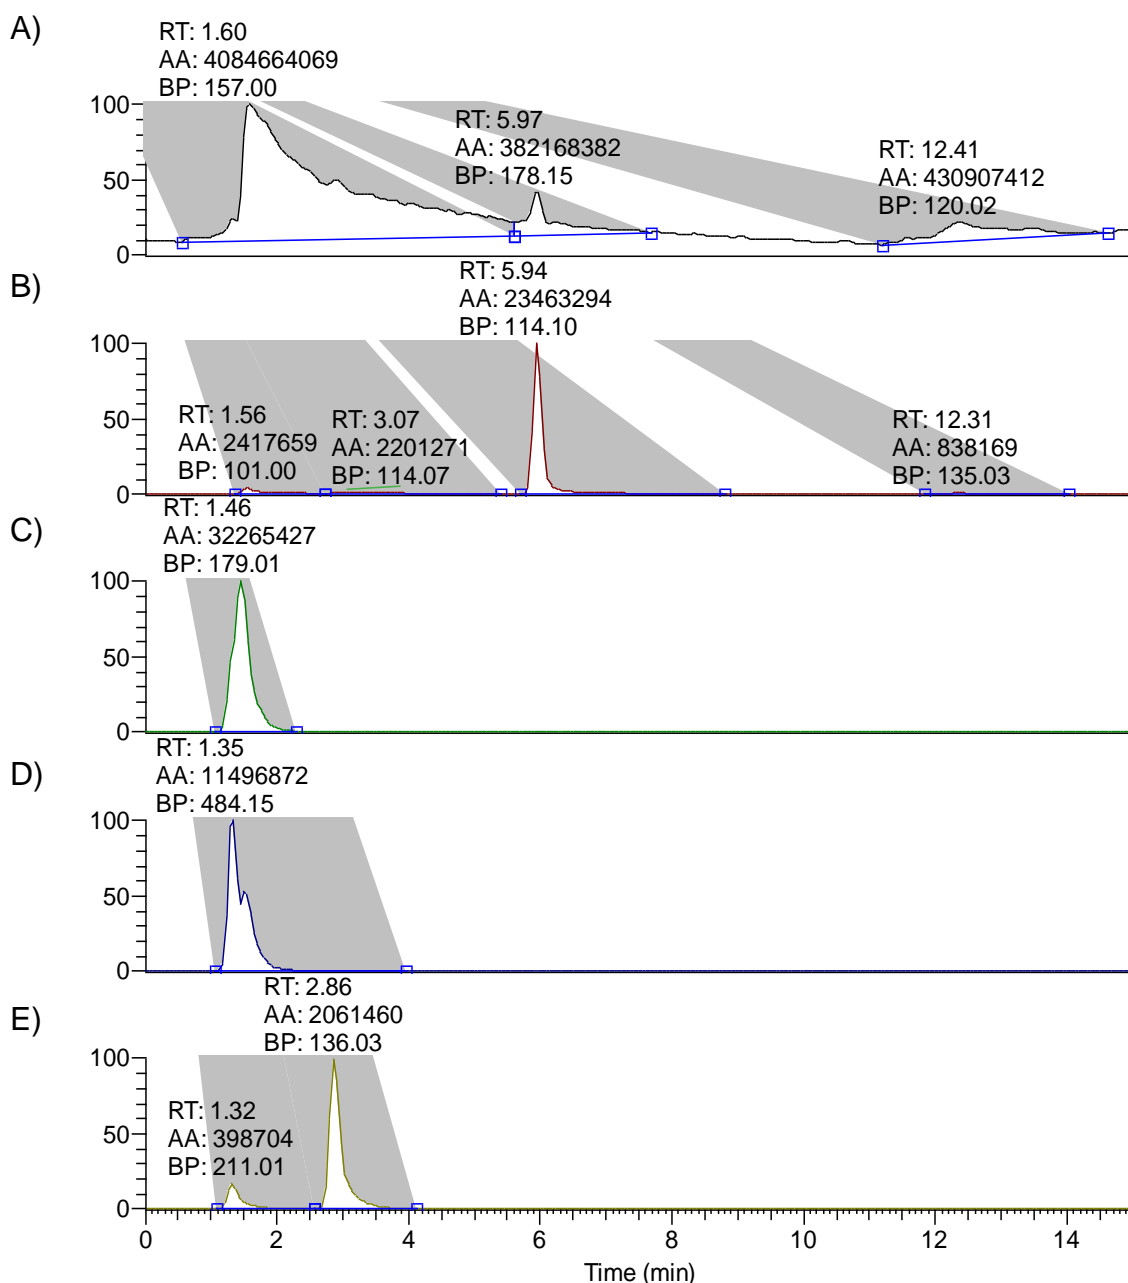 A)
RT: 1.60
AA: 4084664069
BP: 157.00
RT: 5.97
AA: 382168382
BP: 178.15
RT: 12.41
AA: 430907412
BP: 120.02
100
50
0
B)
RT: 5.94
AA: 23463294
BP: 114.10
RT: 1.56
AA: 2417659
BP: 101.00
RT: 3.07
AA: 2201271
BP: 114.07
RT: 12.31
AA: 838169
BP: 135.03
100
50
0
C)
RT: 1.46
AA: 32265427
BP: 179.01
100
50
0
D)
RT: 1.35
AA: 11496872
BP: 484.15
100
50
0
E)
RT: 2.86
AA: 2061460
BP: 136.03
RT: 1.32
AA: 398704
BP: 211.01
100
50
0
0 2 4 6 8 10 12 14
Time (min)